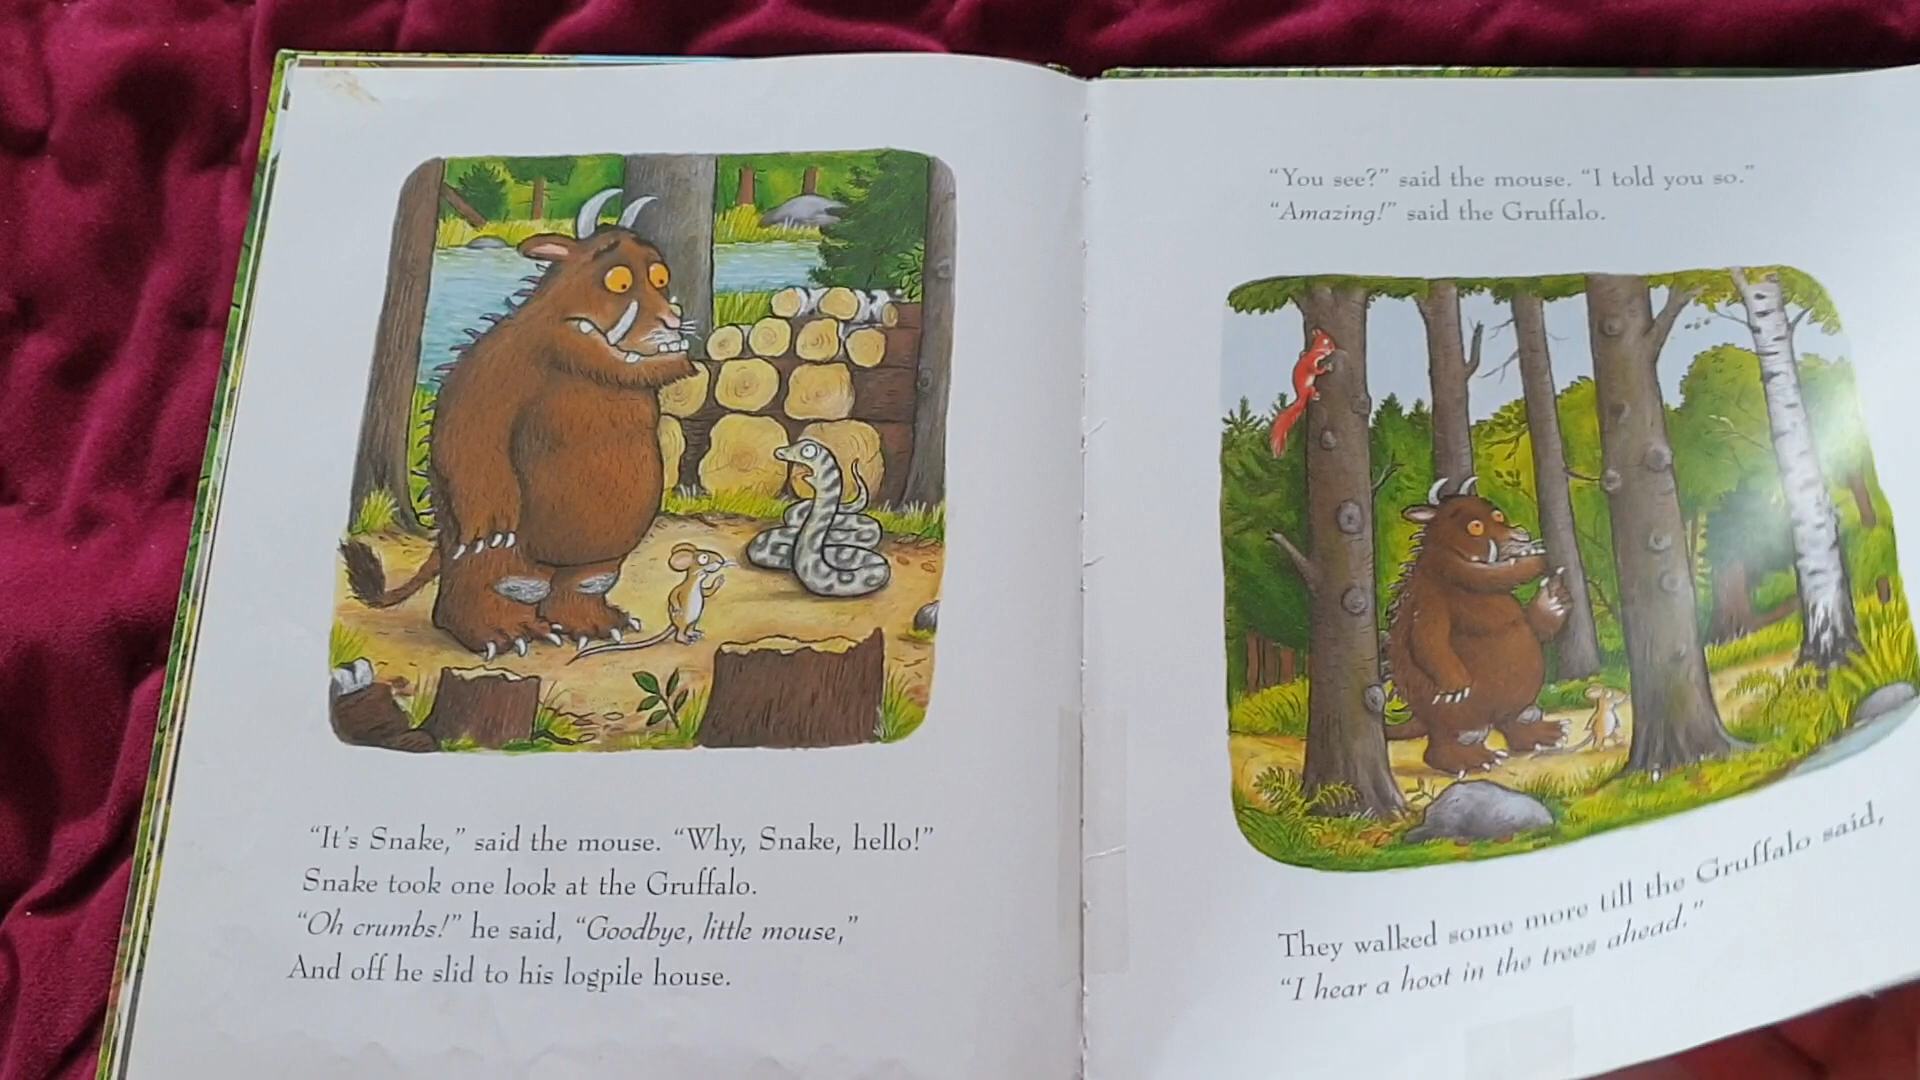 “It's Snake,” said the mouse. “Why, Snake, hello!”
Snake took one look at the Gruffalo.
“Oh crumbs!” he said, “Goodbye, little mouse,”
And off he slid to his logpile house.
“You see?” said the mouse. “I told you so.”
“Amazing!” said the Gruffalo.
They walked some more till the Gruffalo said,
“I hear a hoot in the trees ahead.”